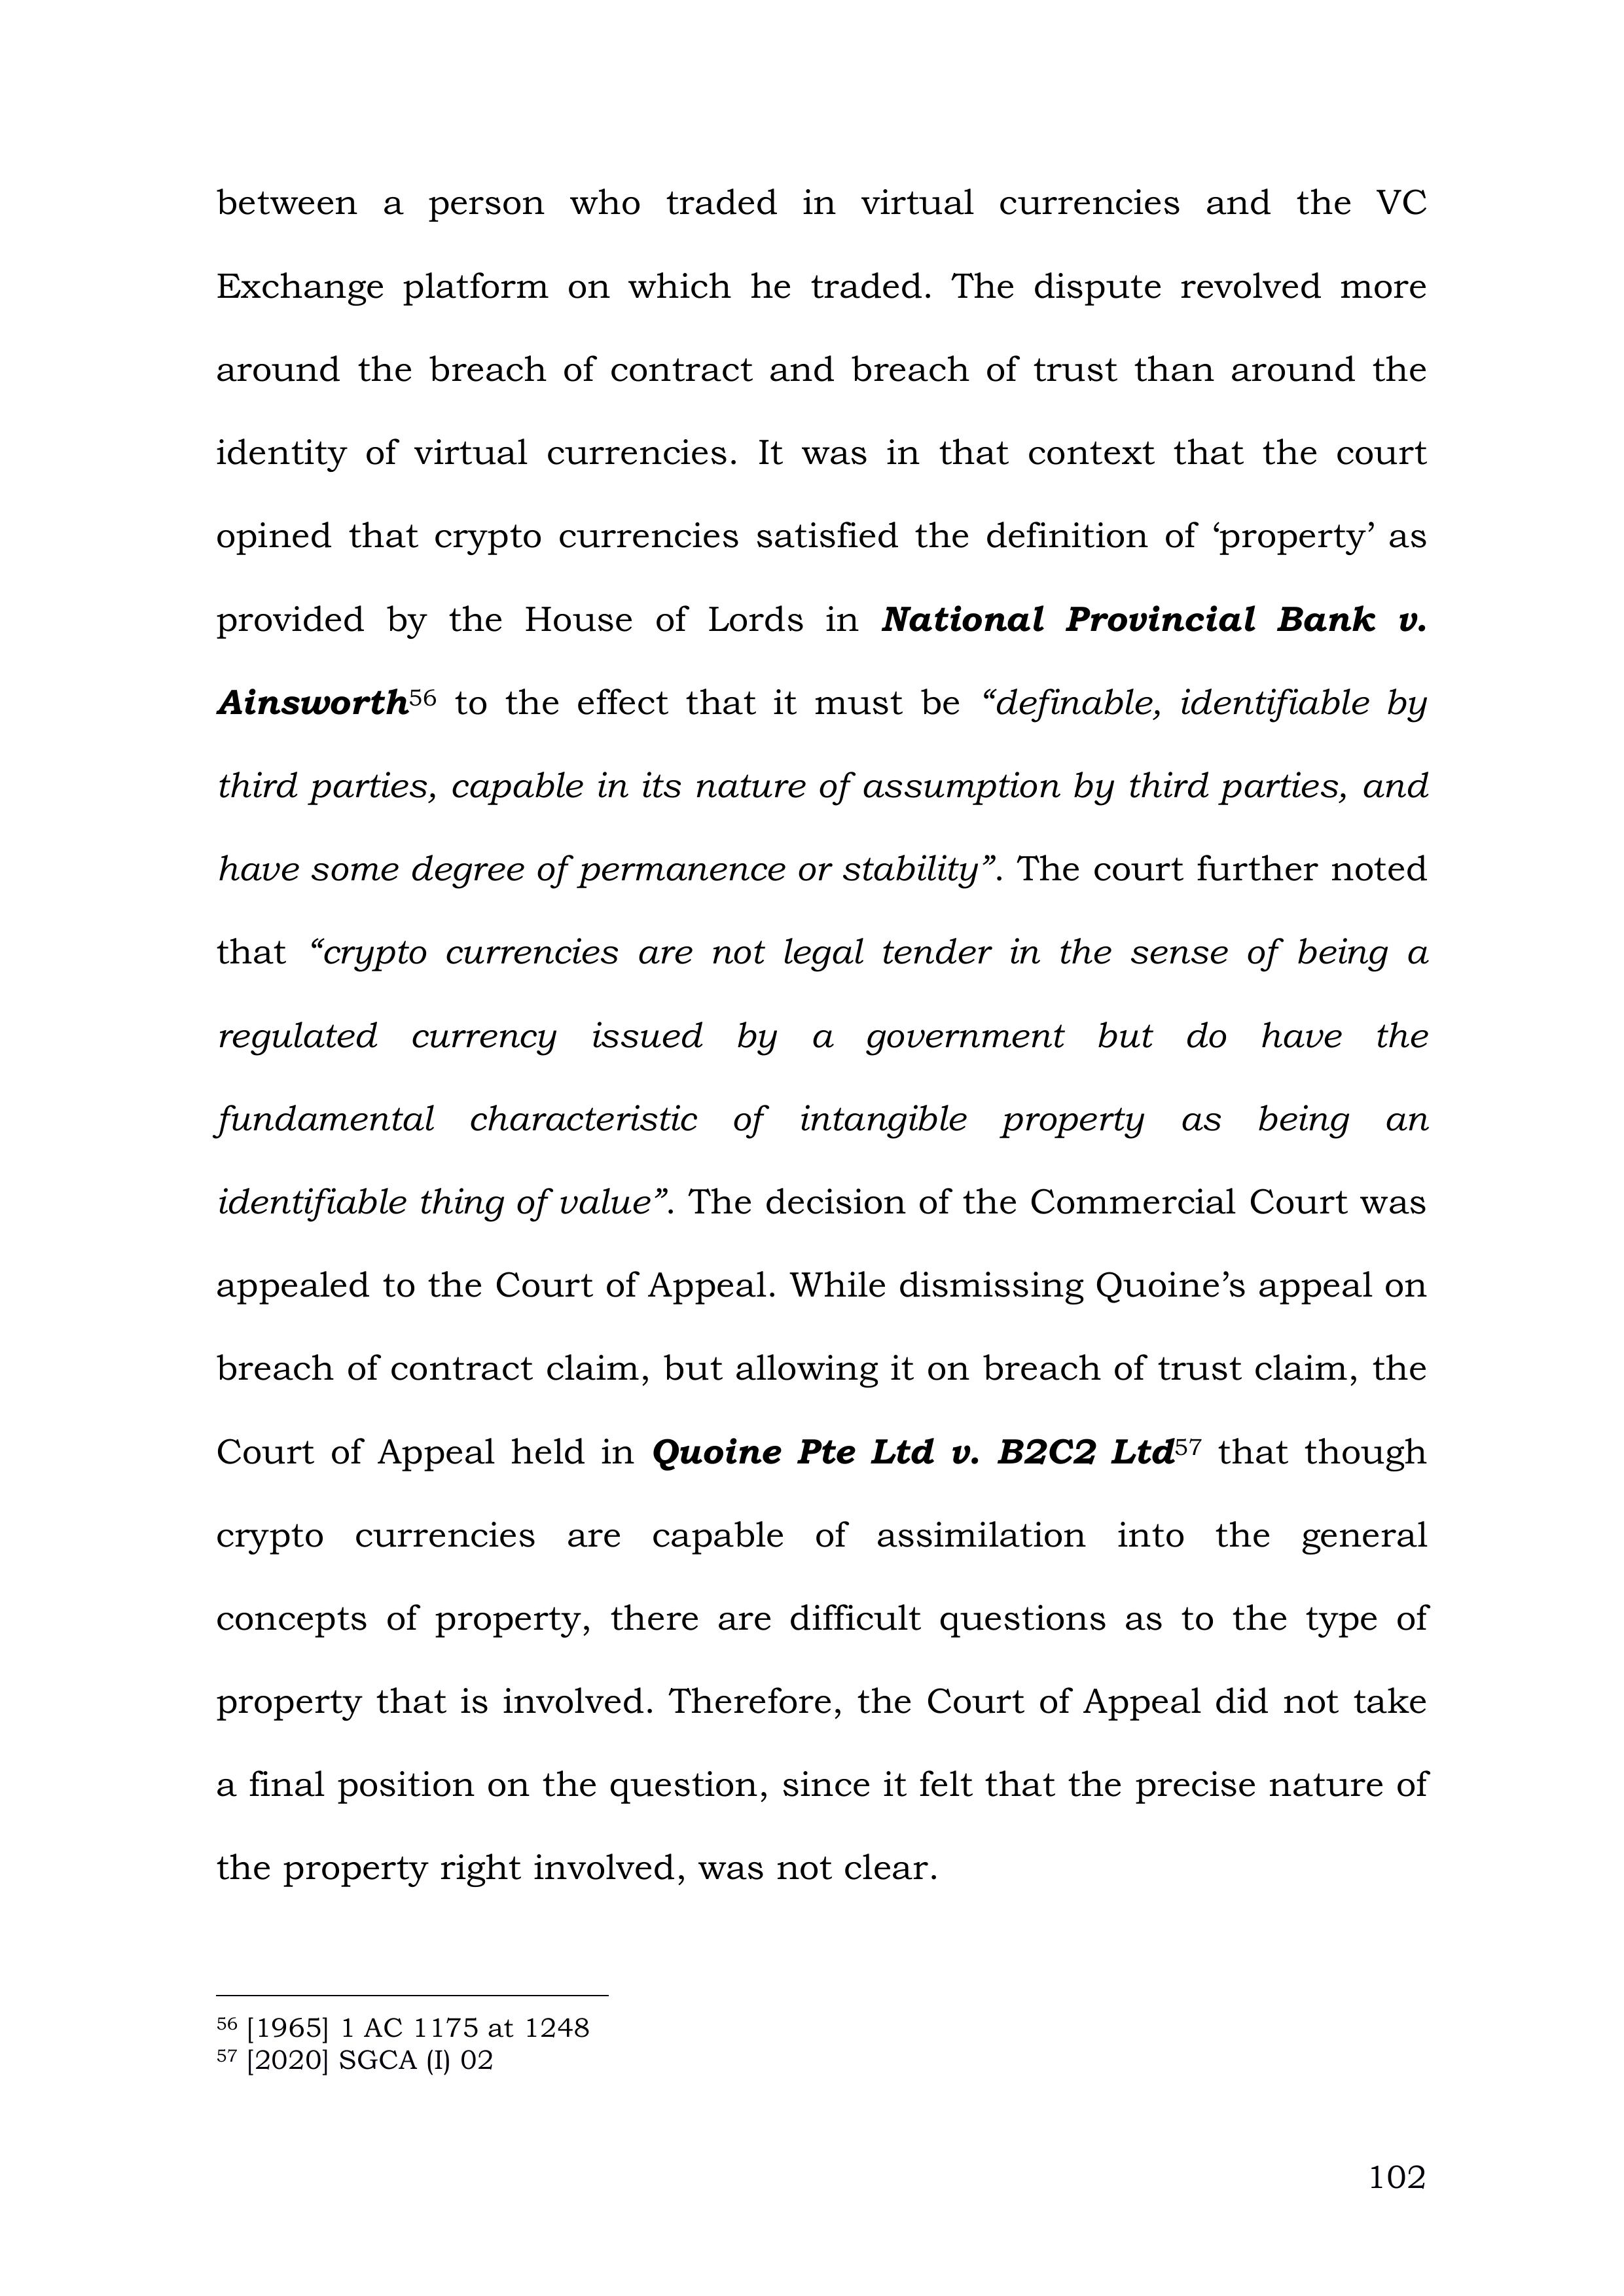 between a person who traded in virtual currencies and the VC
Exchange platform on which he traded. The dispute revolved more
around the breach of contract and breach of trust than around the
identity of virtual currencies. It was in that context that the court
opined that crypto currencies satisfied the definition of ‘property’ as
provided by the House of Lords in National Provincial Bank v.
Ainsworth56 to the effect that it must be “definable, identifiable by
third parties, capable in its nature of assumption by third parties, and
have some degree of permanence or stability”. The court further noted
that “crypto currencies are not legal tender in the sense of being a
regulated currency issued by a government but do have the
fundamental characteristic of intangible property as being an
identifiable thing of value”. The decision of the Commercial Court was
appealed to the Court of Appeal. While dismissing Quoine’s appeal on
breach of contract claim, but allowing it on breach of trust claim, the
Court of Appeal held in Quoine Pte Ltd v. B2C2 Ltd57 that though
crypto currencies are capable of assimilation into the general
concepts of property, there are difficult questions as to the type of
property that is involved. Therefore, the Court of Appeal did not take
a final position on the question, since it felt that the precise nature of
the property right involved, was not clear.
56 [1965] 1 AC 1175 at 1248
57 [2020] SGCA (I) 02
102